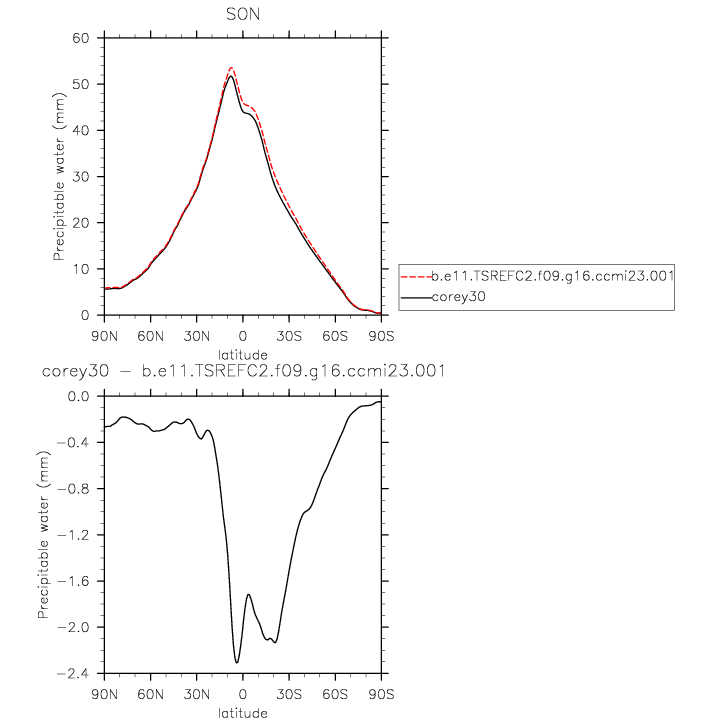 SON
60
50
40
30
20
10
0
Precipitable water (mm)
90N 60N 30N 0 30S 60S 90S
latitude
b.e11.TSREFC2.f09.g16.ccmi23.001
corey30
corey30 − b.e11.TSREFC2.f09.g16.ccmi23.001
0.0
−0.4
−0.8
−1.2
−1.6
−2.0
−2.4
Precipitable water (mm)
90N 60N 30N 0 30S 60S 90S
latitude